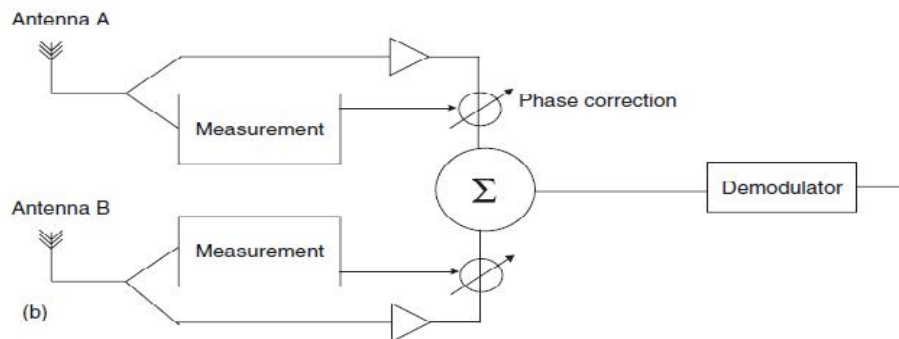 Antenna A
Phase correction
Measurement
Σ
Demodulator
Antenna B
Measurement
(b)